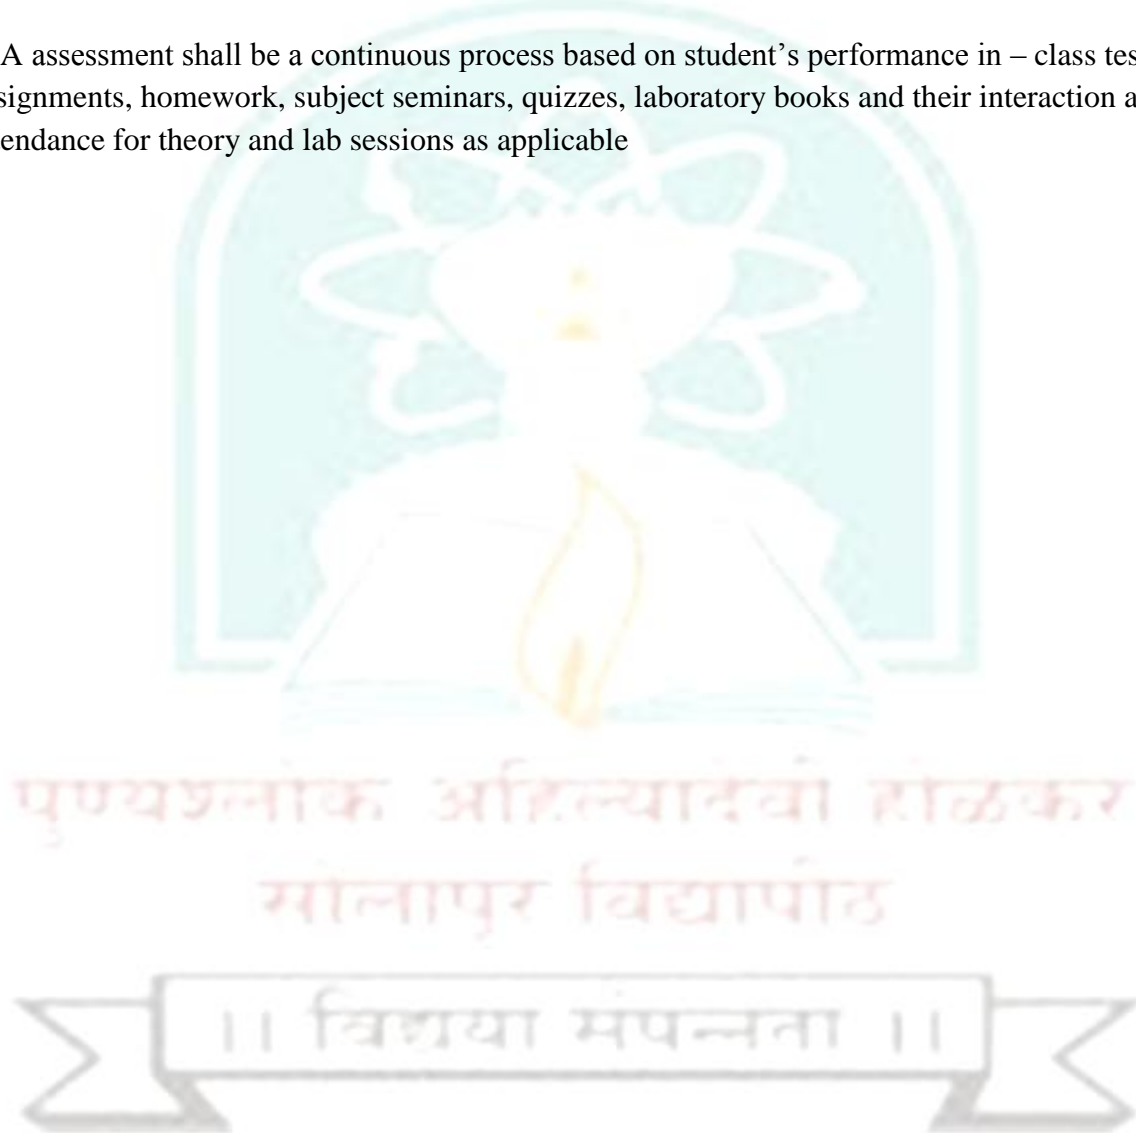 A assessment shall be a continuous process based on student’s performance in – class tes
signments, homework, subject seminars, quizzes, laboratory books and their interaction a
endance for theory and lab sessions as applicable
पुण्यश्लोक अहिल्यादेवी होळकर
सोलापूर विद्यापीठ
।। विद्यया संपन्नता ।।